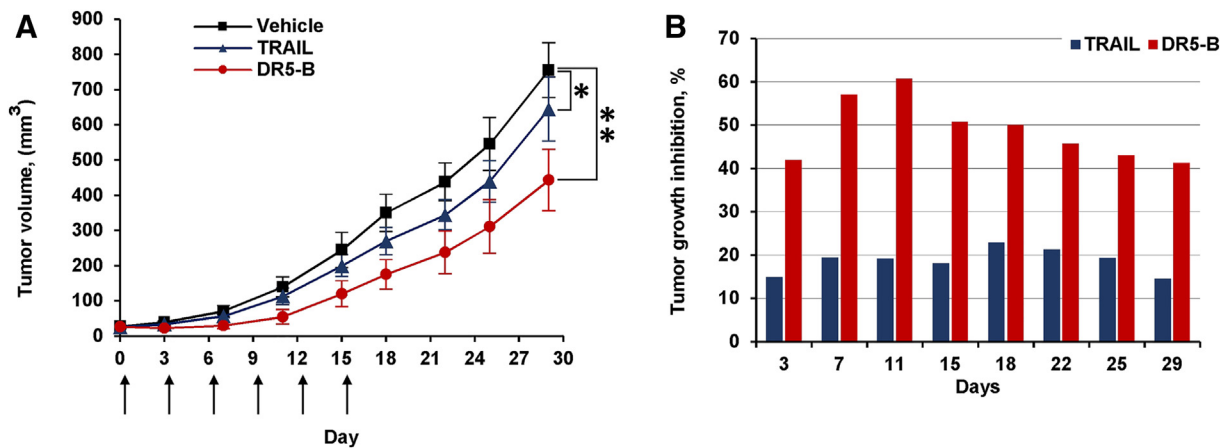 A
Tumor volume, (mm³)
900
800
700
600
500
400
300
200
100
0
Vehicle
TRAIL
DR5-B
*
**
0 3 6 9 12 15 18 21 24 27 30
Day
B
Tumor growth inhibition, %
70
60
50
40
30
20
10
0
TRAIL DR5-B
3 7 11 15 18 22 25 29
Days